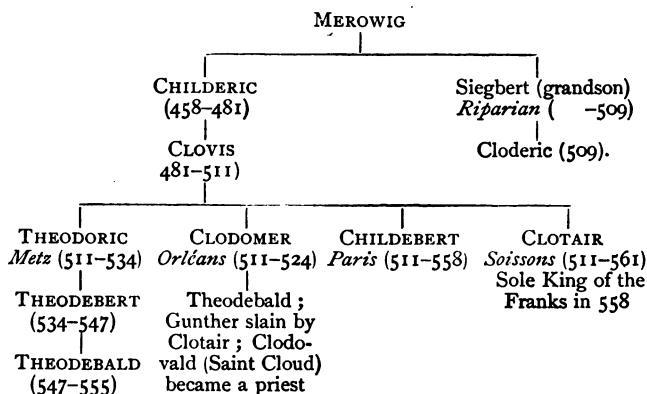 MEROWIG
CHILDERIC
(458–481)
Siegbert (grandson)
Riparian ( –509)
CLOVIS
481–511)
Cloderic (509).
THEODORIC
Metz (511–534)
CLODOMER
Orléans (511–524)
CHILDEBERT
Paris (511–558)
CLOTAIR
Soissons (511–561)
Sole King of the
Franks in 558
THEODEBERT
(534–547)
THEODEBALD
(547–555)
Theodebald ;
Gunther slain by
Clotair ; Clodo-
vald (Saint Cloud)
became a priest